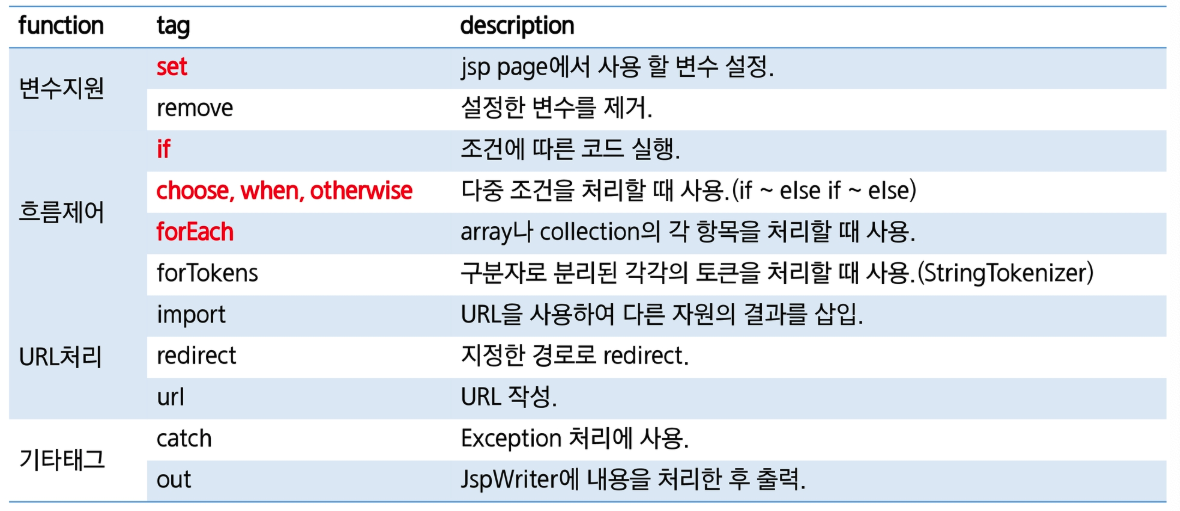 function tag description
변수지원
set jsp page에서 사용 할 변수 설정.
remove 설정한 변수를 제거.
흐름제어
if 조건에 따른 코드 실행.
choose, when, otherwise 다중 조건을 처리할 때 사용.(if ~ else if ~ else)
forEach array나 collection의 각 항목을 처리할 때 사용.
forTokens 구분자로 분리된 각각의 토큰을 처리할 때 사용.(StringTokenizer)
URL처리
import URL을 사용하여 다른 자원의 결과를 삽입.
redirect 지정한 경로로 redirect.
url URL 작성.
기타태그
catch Exception 처리에 사용.
out JspWriter에 내용을 처리한 후 출력.